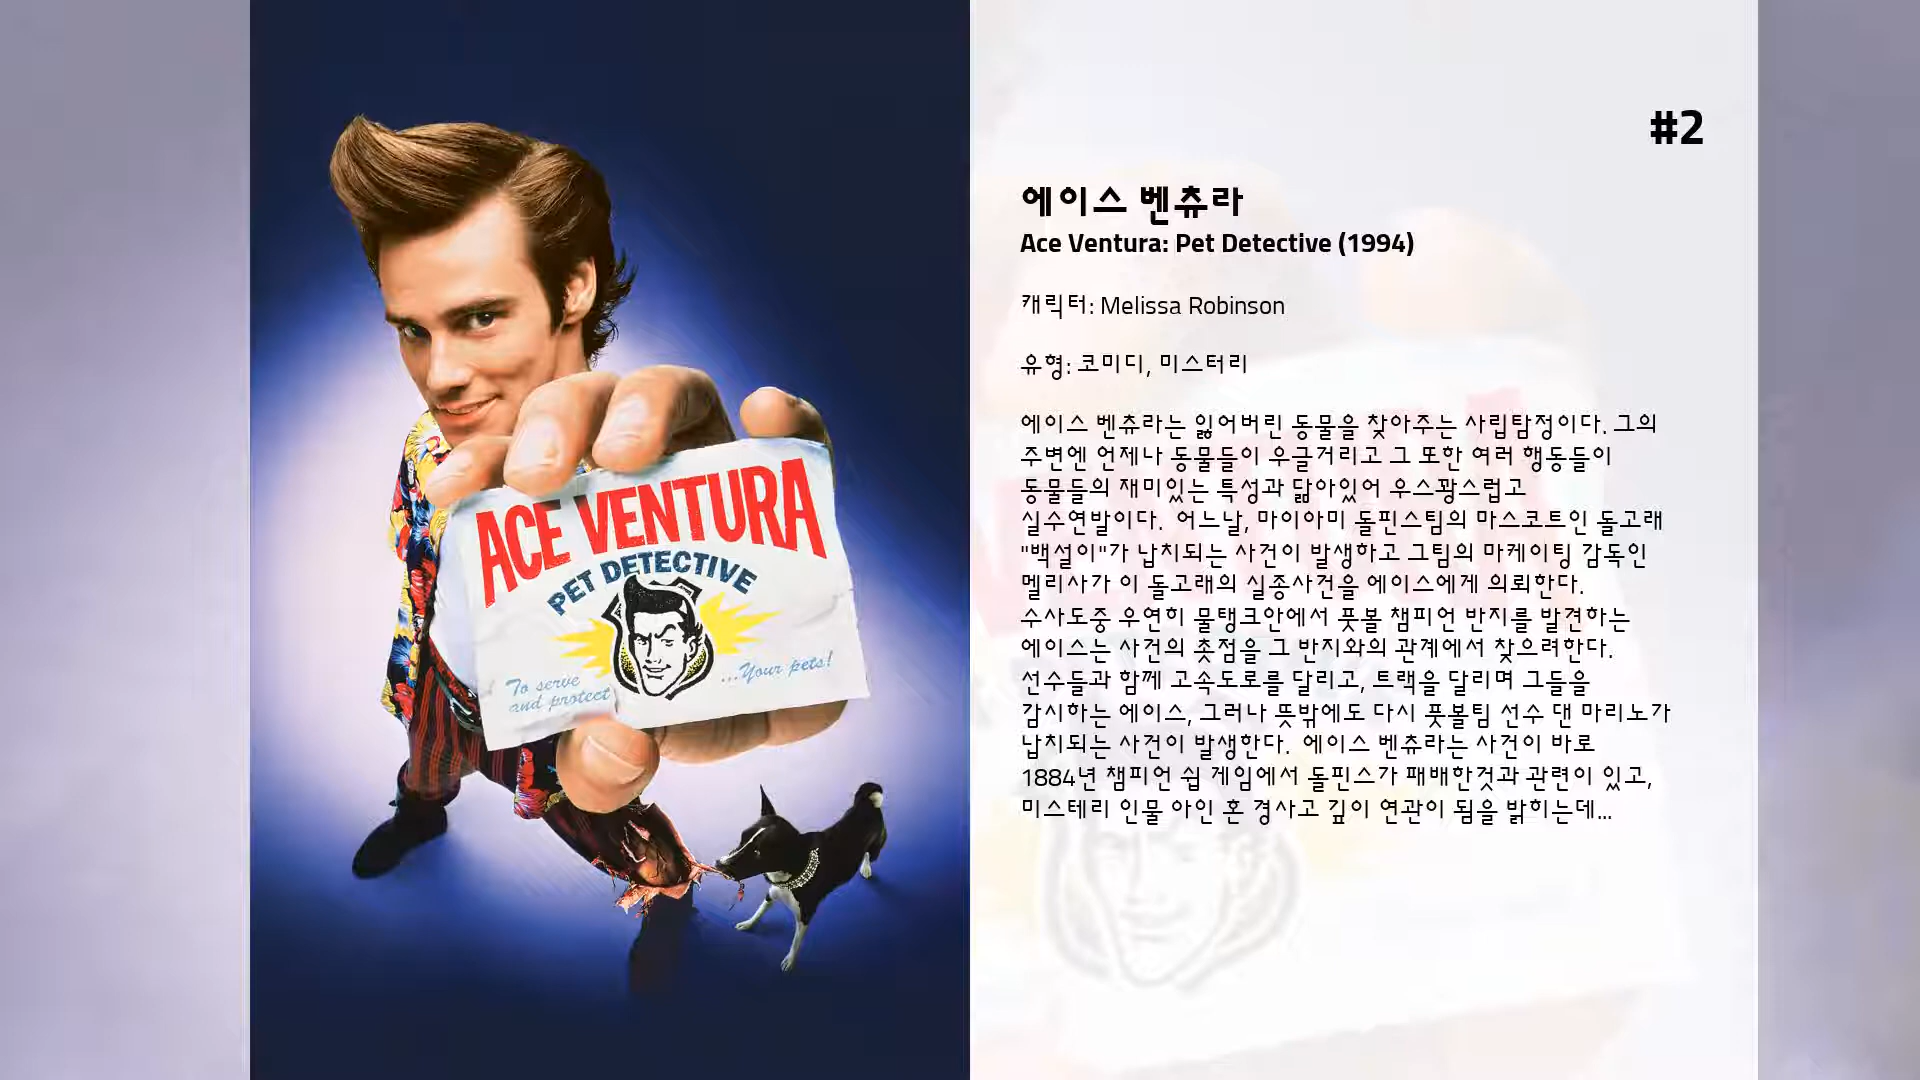 ACE VENTURA
PET DETECTIVE
To serve
and protect
...Your pets!
#2
에이스 벤츄라
Ace Ventura: Pet Detective (1994)
캐릭터: Melissa Robinson
유형: 코미디, 미스터리
에이스 벤츄라는 잃어버린 동물을 찾아주는 사립탐정이다. 그의
주변엔 언제나 동물들이 우글거리고 그 또한 여러 행동들이
동물들의 재미있는 특성과 닮아있어 우스꽝스럽고
실수연발이다. 어느날, 마이아미 돌핀스팀의 마스코트인 돌고래
"백설이"가 납치되는 사건이 발생하고 그팀의 마케이팅 감독인
멜리사가 이 돌고래의 실종사건을 에이스에게 의뢰한다.
수사도중 우연히 물탱크안에서 풋볼 챔피언 반지를 발견하는
에이스는 사건의 촛점을 그 반지와의 관계에서 찾으려한다.
선수들과 함께 고속도로를 달리고, 트랙을 달리며 그들을
감시하는 에이스, 그러나 뜻밖에도 다시 풋볼팀 선수 댄 마리노가
납치되는 사건이 발생한다. 에이스 벤츄라는 사건이 바로
1884년 챔피언 쉽 게임에서 돌핀스가 패배한것과 관련이 있고,
미스테리 인물 아인 혼 경사고 깊이 연관이 됨을 밝히는데...